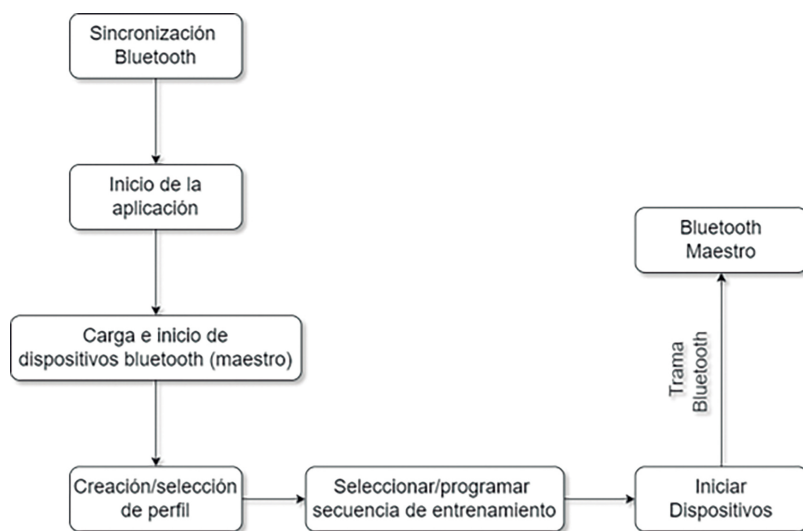 Sincronización
Bluetooth
Inicio de la
aplicación
Carga e inicio de
dispositivos bluetooth (maestro)
Creación/selección
de perfil
Seleccionar/programar
secuencia de entrenamiento
Iniciar
Dispositivos
Trama
Bluetooth
Bluetooth
Maestro